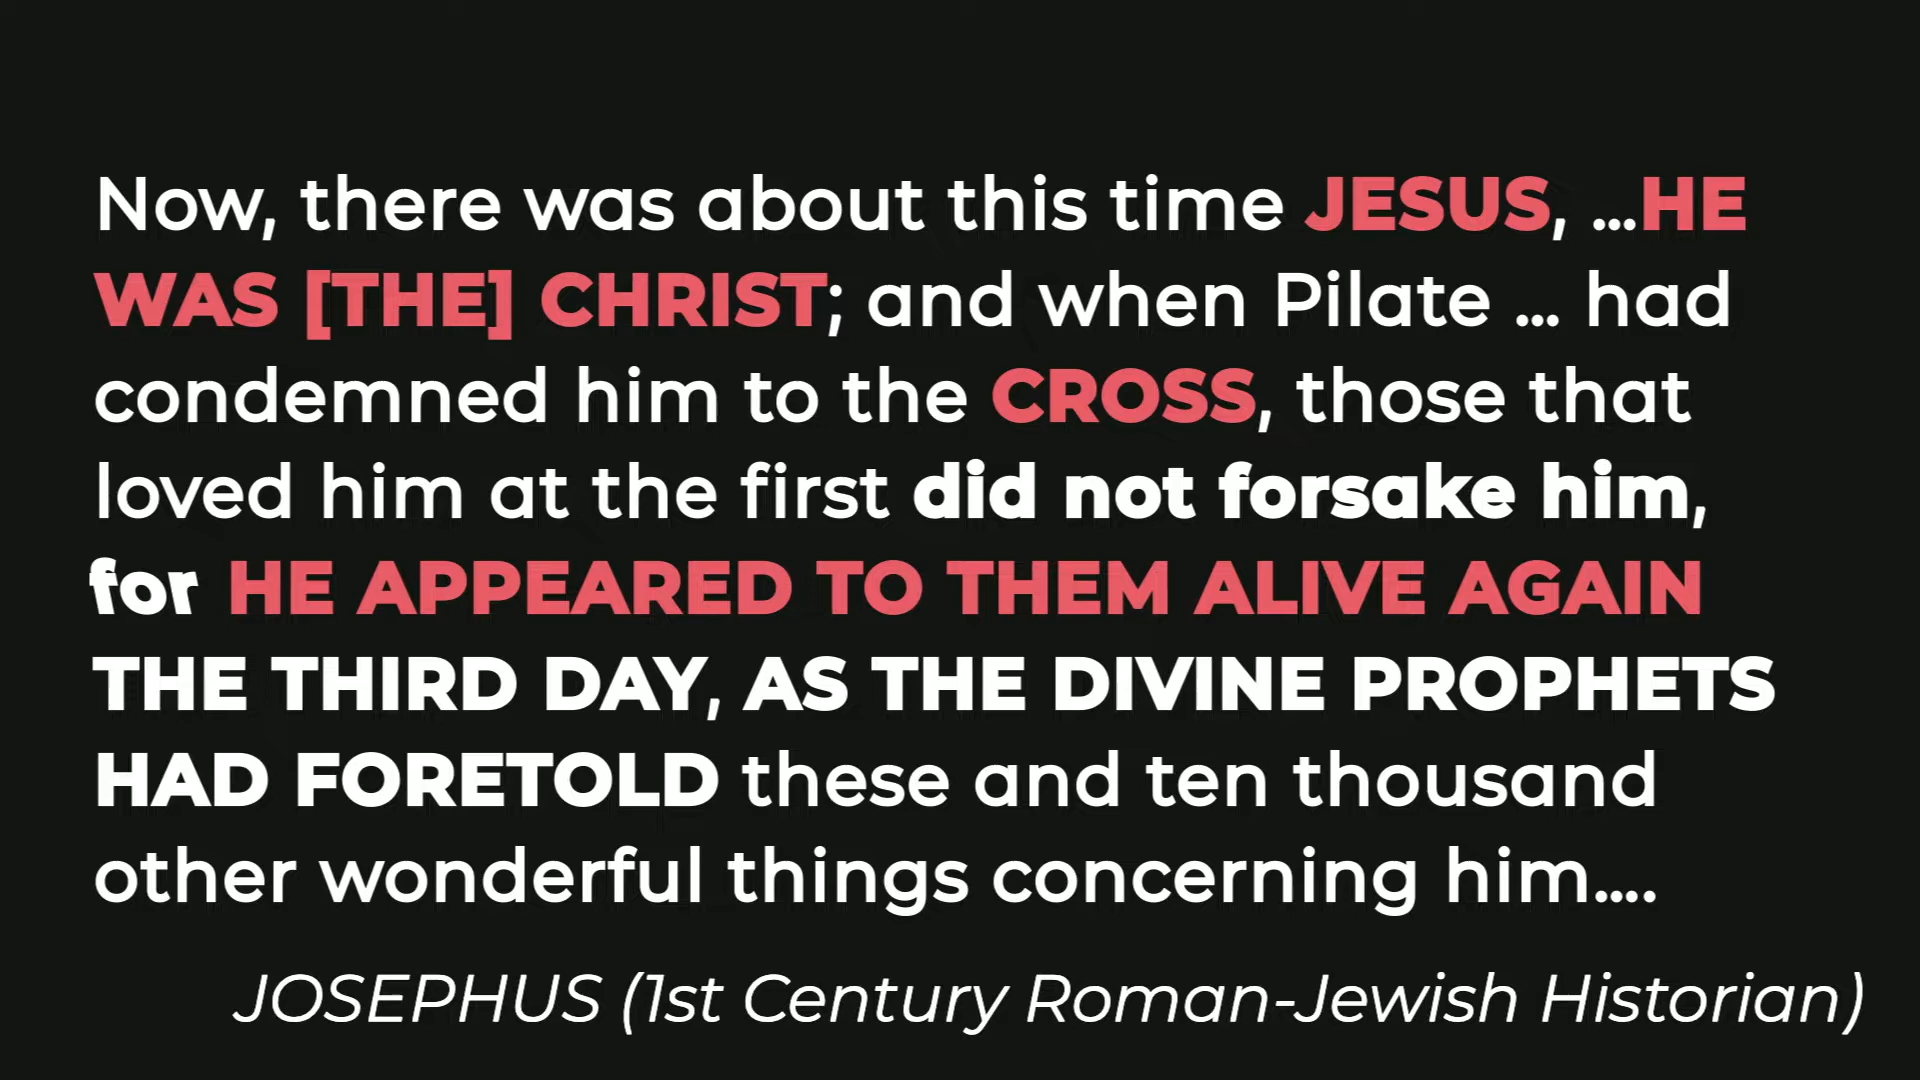 Now, there was about this time JESUS, ...HE
WAS [THE] CHRIST; and when Pilate ... had
condemned him to the CROSS, those that
loved him at the first did not forsake him,
for HE APPEARED TO THEM ALIVE AGAIN
THE THIRD DAY, AS THE DIVINE PROPHETS
HAD FORETOLD these and ten thousand
other wonderful things concerning him....
JOSEPHUS (1st Century Roman-Jewish Historian)